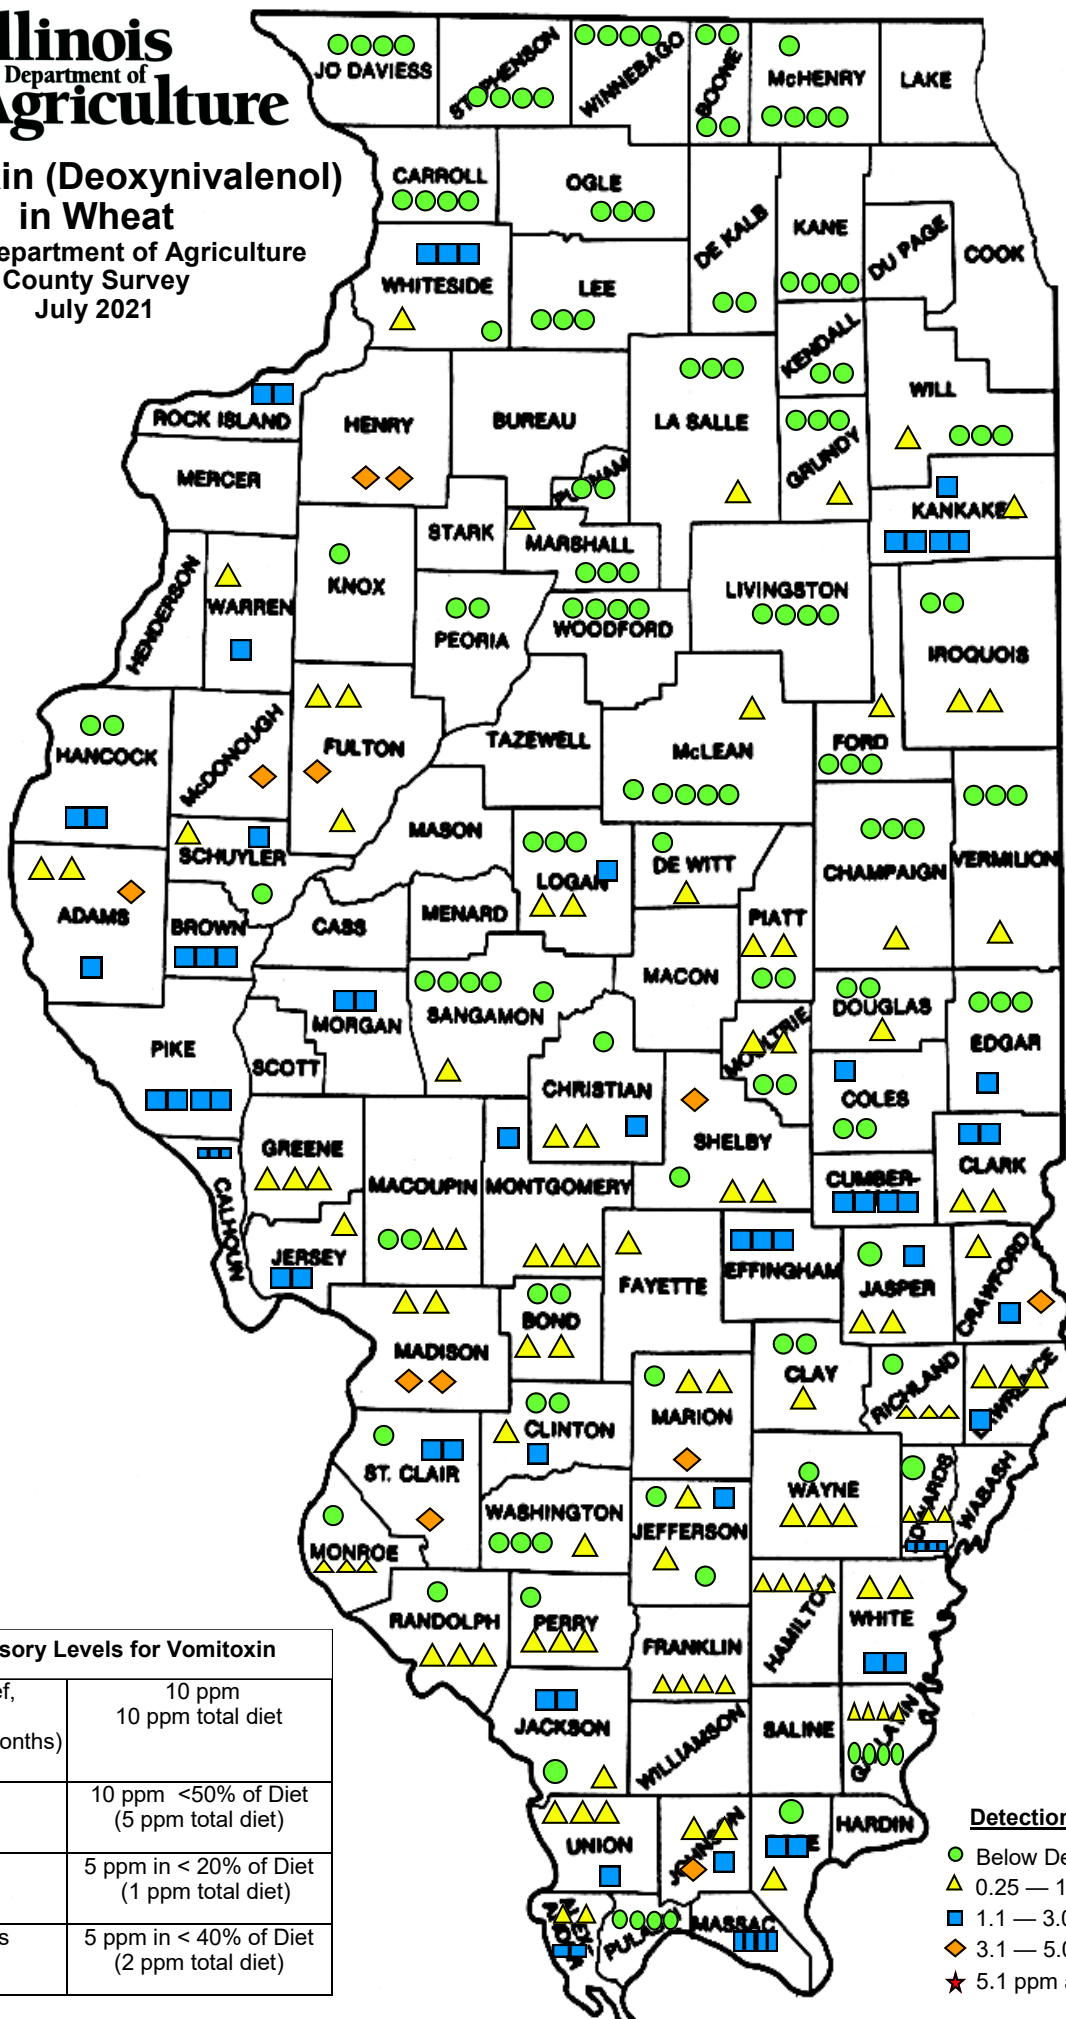 llinois
Department of
Agriculture
in (Deoxynivalenol)
in Wheat
epartment of Agriculture
County Survey
July 2021
JO DAVIESS
STEPHENSON
WINNEBAGO
BOONE
McHENRY
LAKE
CARROLL
OGLE
DE KALB
KANE
DU PAGE
COOK
WHITESIDE
LEE
KENDALL
WILL
ROCK ISLAND
HENRY
BUREAU
LA SALLE
GRUNDY
MERCER
PUTNAM
KANKAKE
STARK
MARSHALL
HENDERSON
WARREN
KNOX
PEORIA
WOODFORD
LIVINGSTON
IROQUOIS
HANCOCK
McDONOUGH
FULTON
TAZEWELL
McLEAN
FORD
MASON
SCHUYLER
LOGAN
DE WITT
CHAMPAIGN
VERMILION
ADAMS
BROWN
CASS
MENARD
PIATT
MACON
MORGAN
SANGAMON
DOUGLAS
MOULTRIE
EDGAR
PIKE
SCOTT
CHRISTIAN
COLES
SHELBY
GREENE
CLARK
CALHOUN
MACOUPIN
MONTGOMERY
CUMBER-
JERSEY
FAYETTE
EFFINGHAM
JASPER
CRAWFORD
BOND
MADISON
CLAY
RICHLAND
LAWRENCE
MARION
CLINTON
ST. CLAIR
WAYNE
EDWARDS
WABASH
WASHINGTON
JEFFERSON
MONROE
RANDOLPH
PERRY
HAMILTON
WHITE
FRANKLIN
JACKSON
WILLIAMSON
SALINE
GALLATIN
UNION
JOHNSON
HARDIN
PULASKI
MASSAC
sory Levels for Vomitoxin
ef,
onths)
10 ppm
10 ppm total diet
10 ppm <50% of Diet
(5 ppm total diet)
5 ppm in < 20% of Diet
(1 ppm total diet)
s
5 ppm in < 40% of Diet
(2 ppm total diet)
Detection
Below De
0.25 — 1
1.1 — 3.0
3.1 — 5.0
5.1 ppm a